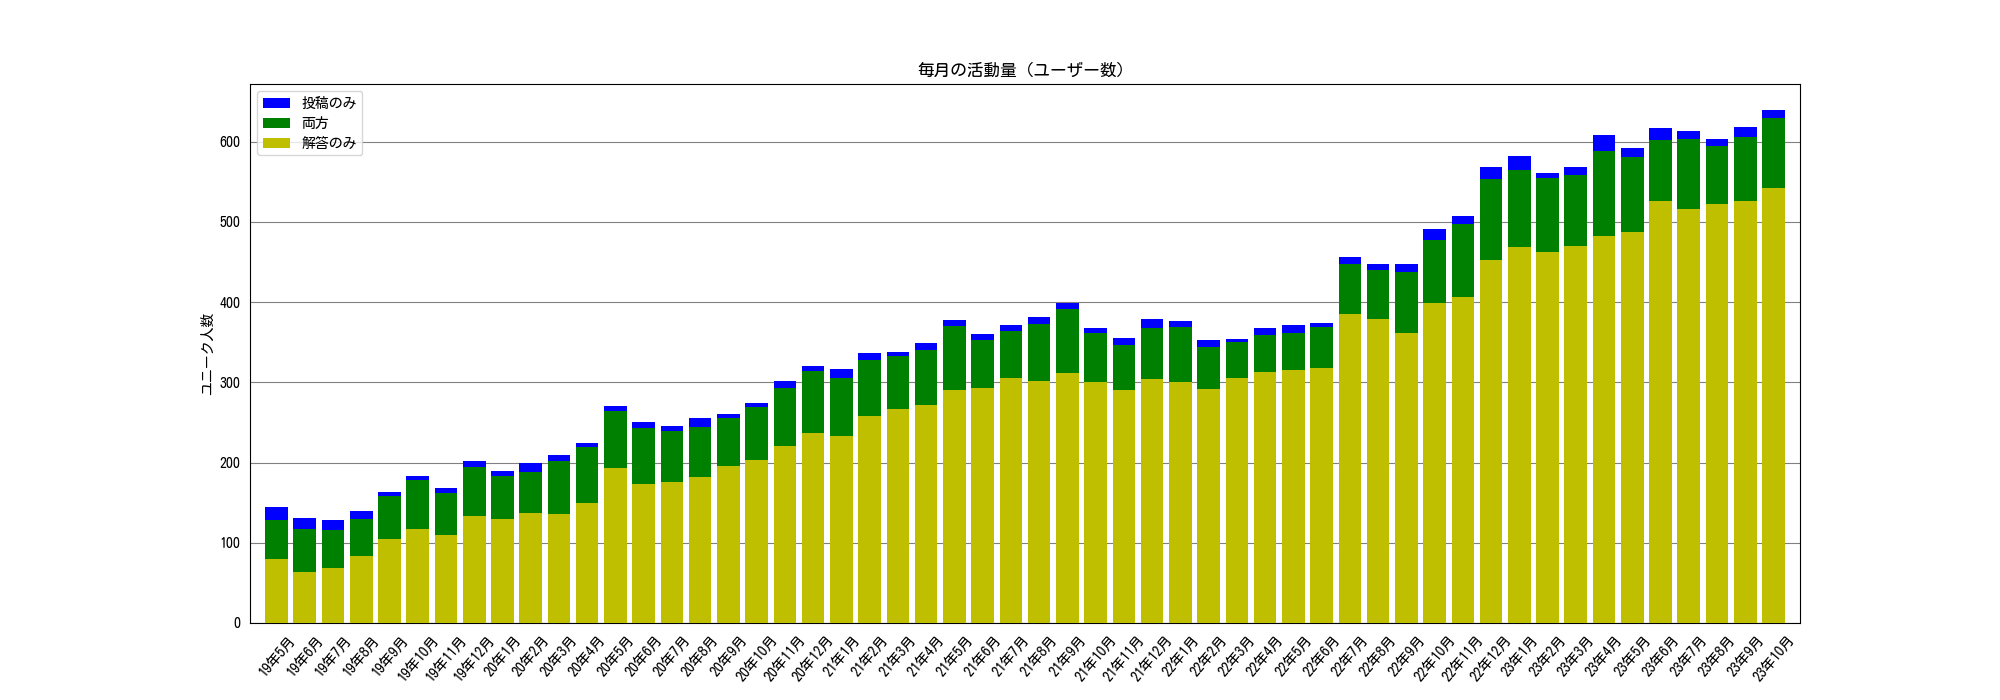 毎月の活動量（ユーザー数）
投稿のみ
両方
解答のみ
ユニーク人数
600
500
400
300
200
100
0
19年5月
19年6月
19年7月
19年8月
19年9月
19年10月
19年11月
19年12月
20年1月
20年2月
20年3月
20年4月
20年5月
20年6月
20年7月
20年8月
20年9月
20年10月
20年11月
20年12月
21年1月
21年2月
21年3月
21年4月
21年5月
21年6月
21年7月
21年8月
21年9月
21年10月
21年11月
21年12月
22年1月
22年2月
22年3月
22年4月
22年5月
22年6月
22年7月
22年8月
22年9月
22年10月
22年11月
22年12月
23年1月
23年2月
23年3月
23年4月
23年5月
23年6月
23年7月
23年8月
23年9月
23年10月